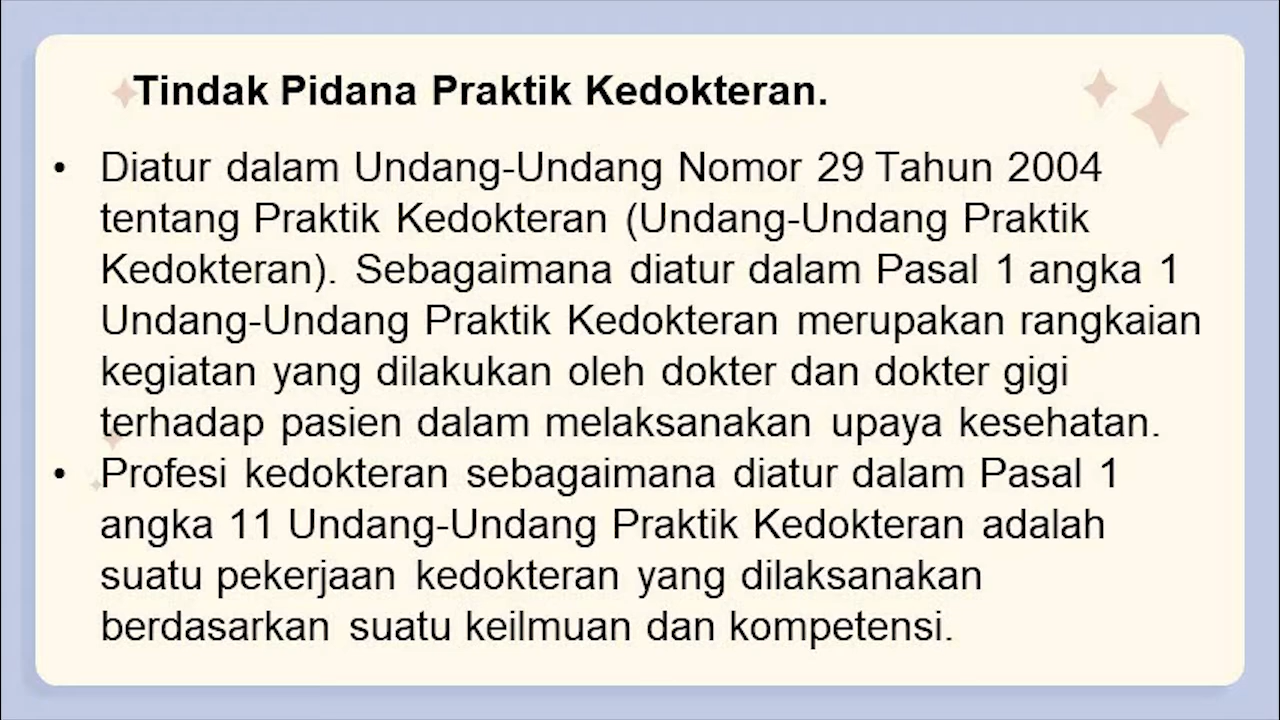 Tindak Pidana Praktik Kedokteran.
• Diatur dalam Undang-Undang Nomor 29 Tahun 2004
tentang Praktik Kedokteran (Undang-Undang Praktik
Kedokteran). Sebagaimana diatur dalam Pasal 1 angka 1
Undang-Undang Praktik Kedokteran merupakan rangkaian
kegiatan yang dilakukan oleh dokter dan dokter gigi
terhadap pasien dalam melaksanakan upaya kesehatan.
• Profesi kedokteran sebagaimana diatur dalam Pasal 1
angka 11 Undang-Undang Praktik Kedokteran adalah
suatu pekerjaan kedokteran yang dilaksanakan
berdasarkan suatu keilmuan dan kompetensi.